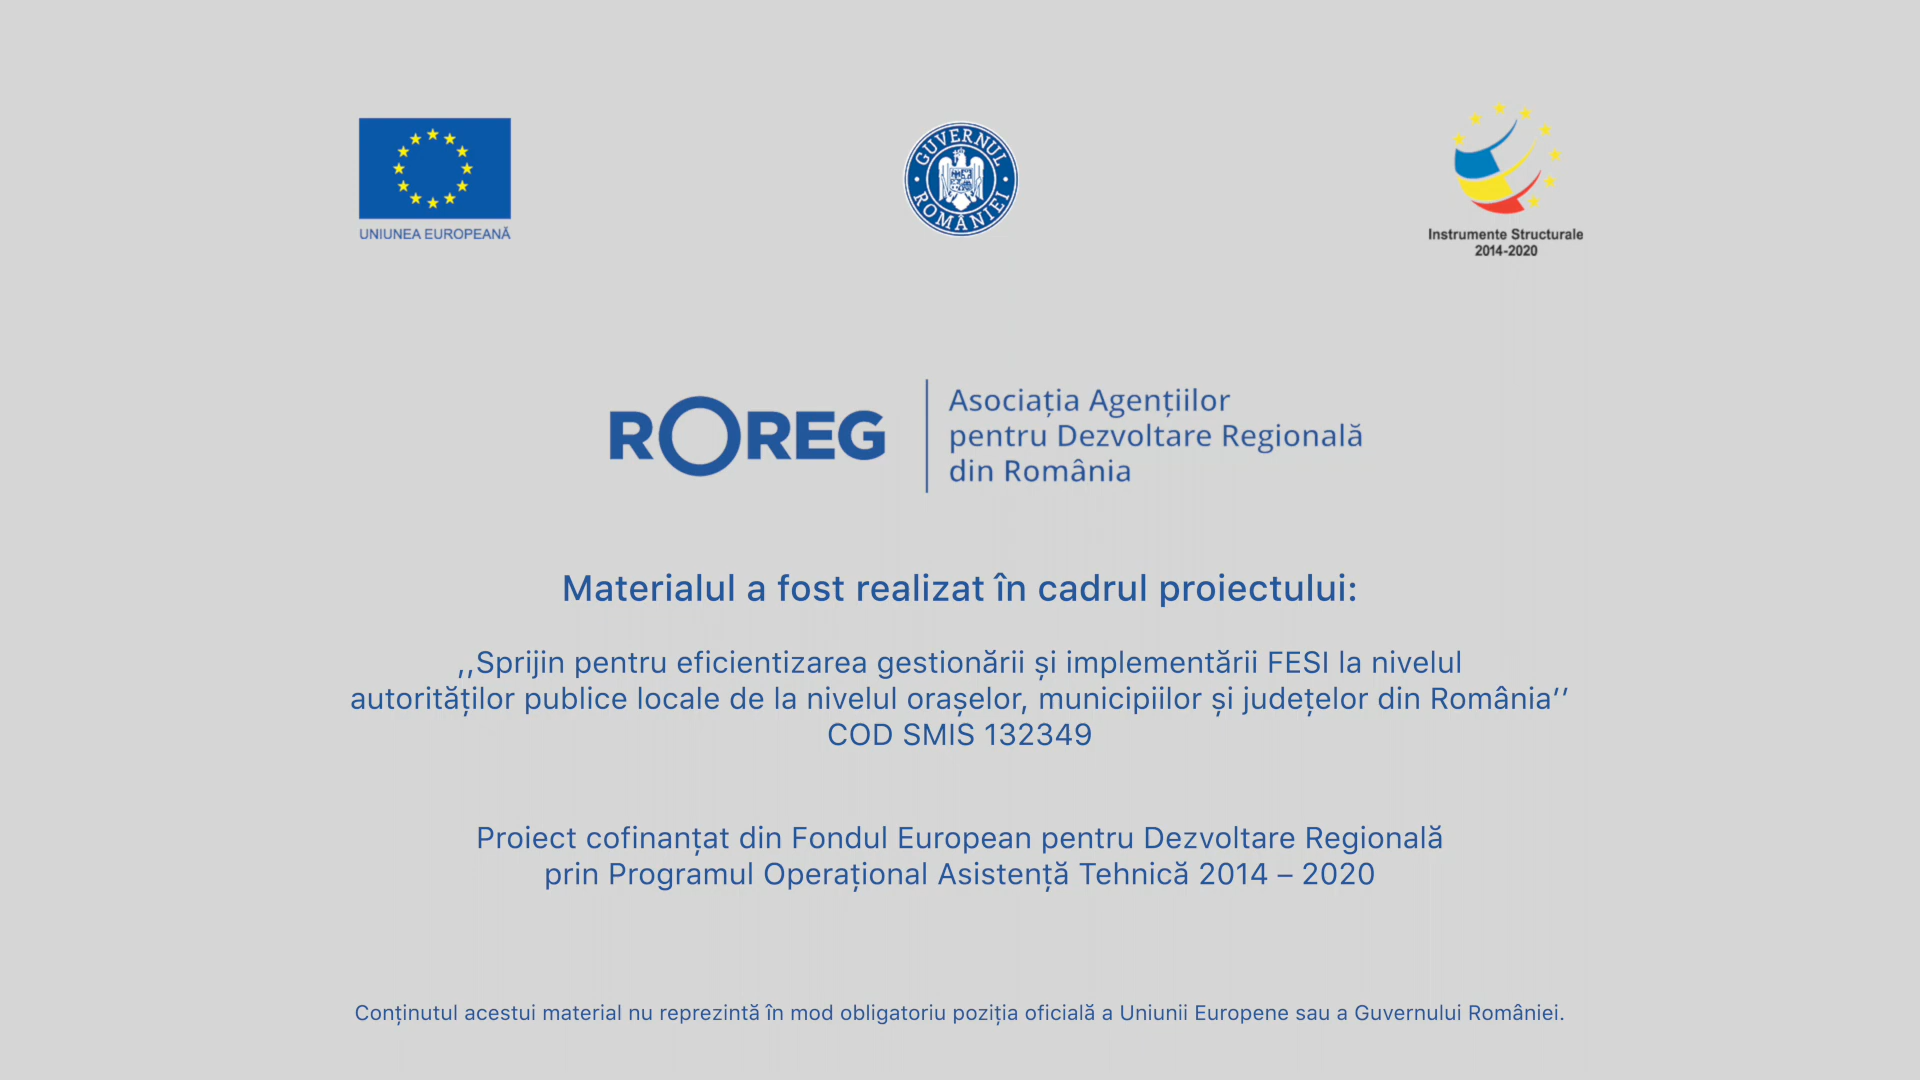 UNIUNEA EUROPEANĂ
GUVERNUL ROMÂNIEI
Instrumente Structurale
2014-2020
ROREG
Asociația Agențiilor
pentru Dezvoltare Regională
din România
Materialul a fost realizat în cadrul proiectului:
,,Sprijin pentru eficientizarea gestionării și implementării FESI la nivelul
autorităților publice locale de la nivelul orașelor, municipiilor și județelor din România’’
COD SMIS 132349
Proiect cofinanțat din Fondul European pentru Dezvoltare Regională
prin Programul Operațional Asistență Tehnică 2014 – 2020
Conținutul acestui material nu reprezintă în mod obligatoriu poziția oficială a Uniunii Europene sau a Guvernului României.